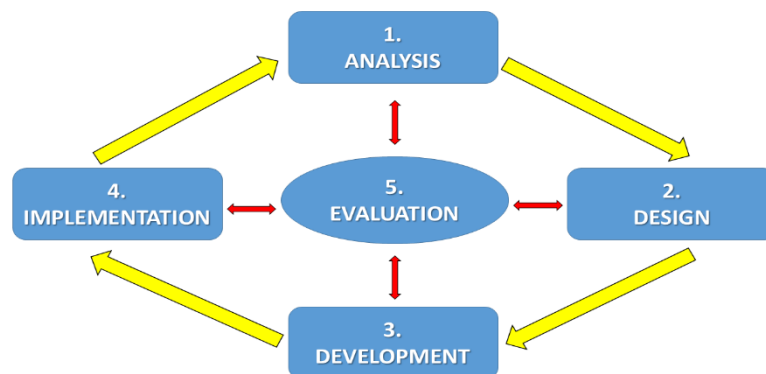 1.
ANALYSIS
2.
DESIGN
3.
DEVELOPMENT
4.
IMPLEMENTATION
5.
EVALUATION